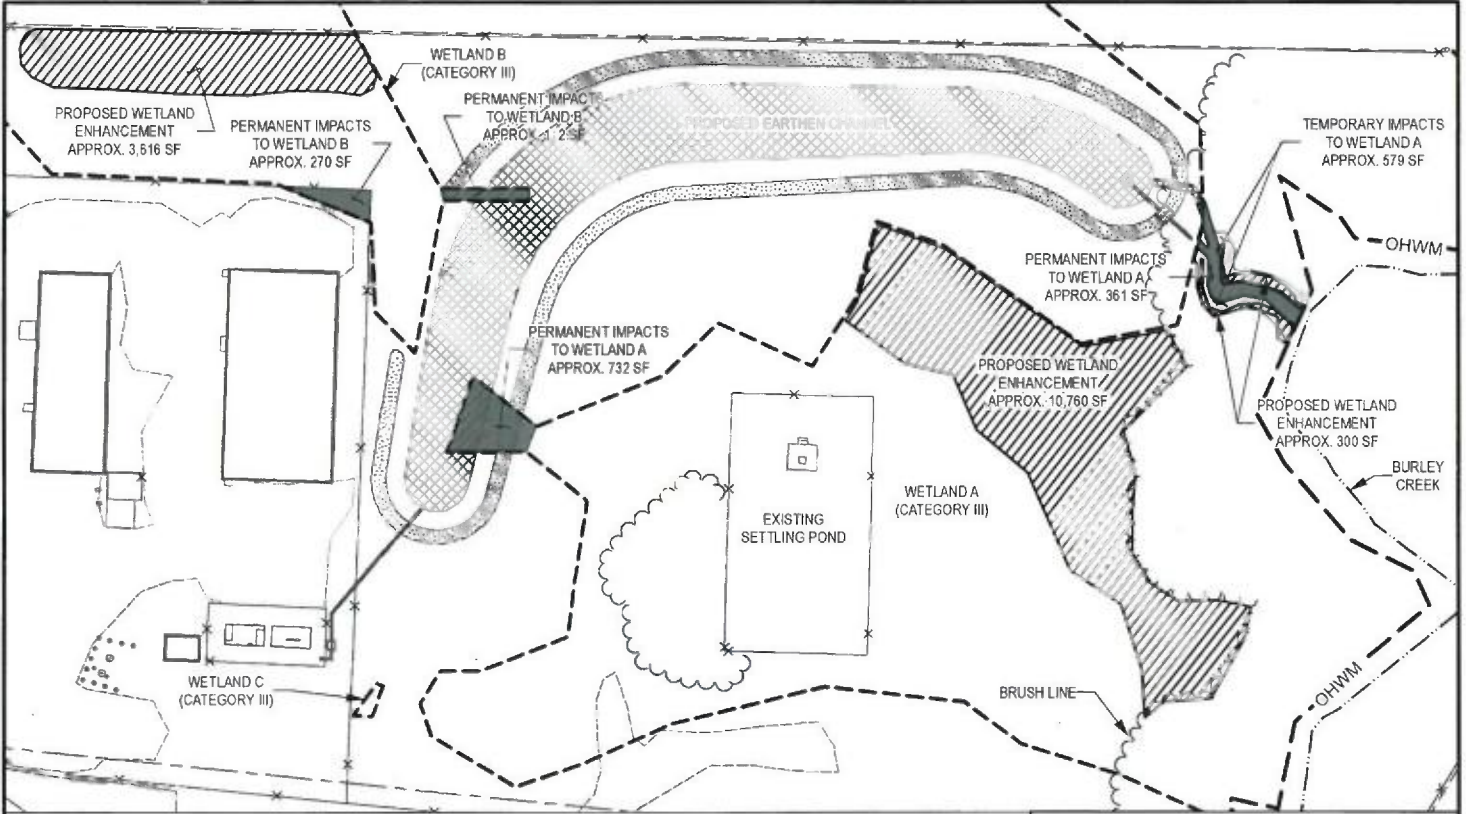 WETLAND B
(CATEGORY III)
PROPOSED WETLAND
ENHANCEMENT
APPROX. 3,616 SF
PERMANENT IMPACTS
TO WETLAND B
APPROX. 270 SF
PERMANENT IMPACTS
TO WETLAND B
APPROX. SF
PROPOSED EARTHEN CHANNEL
TEMPORARY IMPACTS
TO WETLAND A
APPROX. 579 SF
OHWM
PERMANENT IMPACTS
TO WETLAND A
APPROX. 361 SF
PERMANENT IMPACTS
TO WETLAND A
APPROX. 732 SF
PROPOSED WETLAND
ENHANCEMENT
APPROX. 10,760 SF
PROPOSED WETLAND
ENHANCEMENT
APPROX. 300 SF
BURLEY
CREEK
WETLAND A
(CATEGORY III)
EXISTING
SETTLING POND
WETLAND C
(CATEGORY III)
BRUSH LINE
OHWM